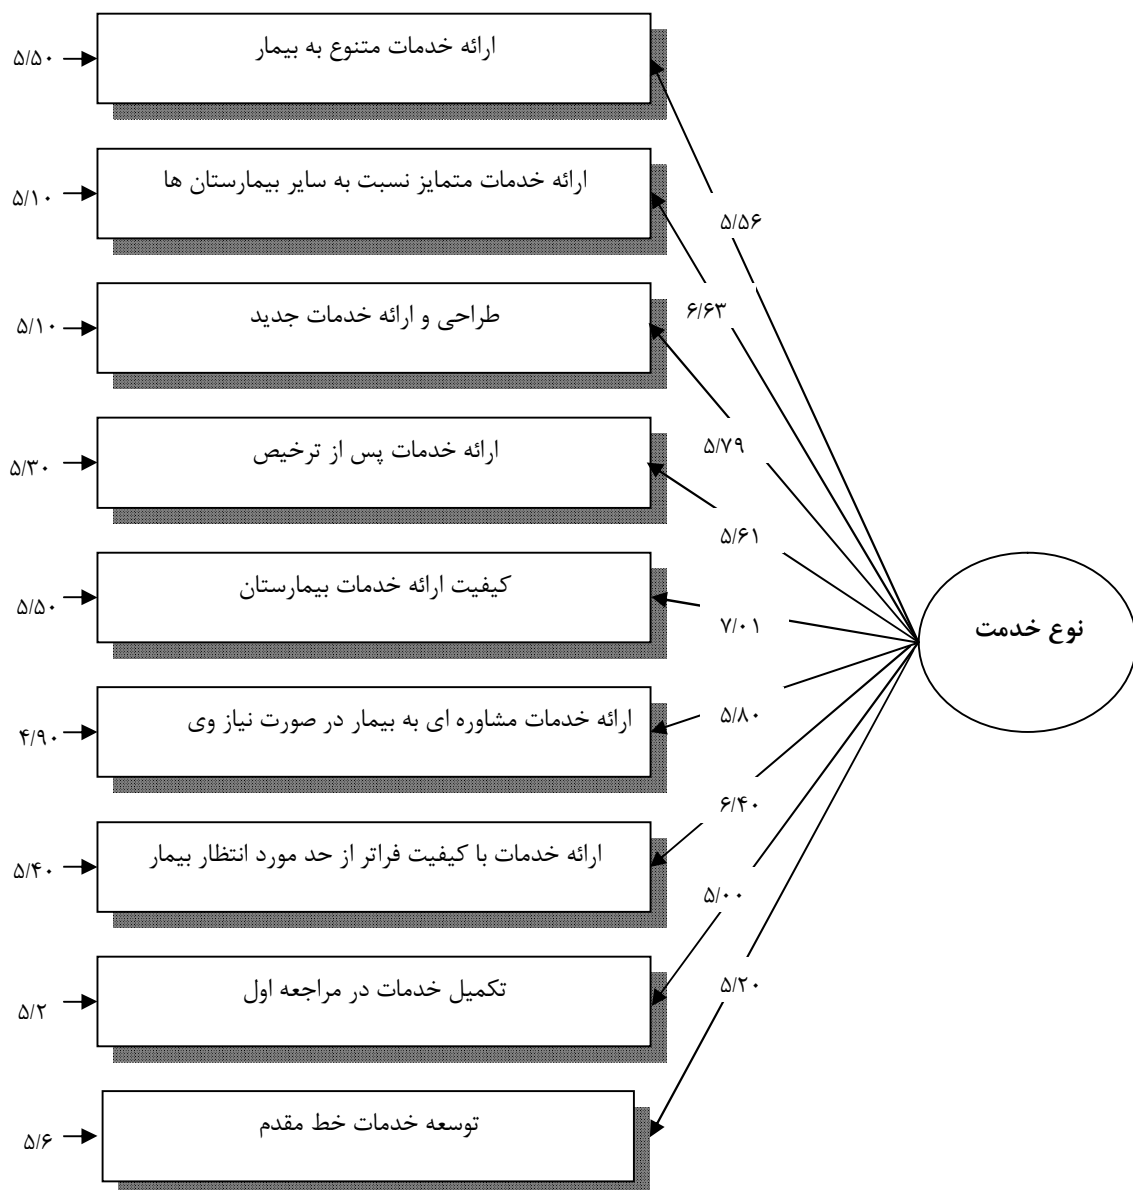 ارائه خدمات متنوع به بیمار
۵/۵۰
۵/۵۶
ارائه خدمات متمایز نسبت به سایر بیمارستان ها
۵/۱۰
۶/۶۳
طراحی و ارائه خدمات جدید
۵/۱۰
۵/۷۹
ارائه خدمات پس از ترخیص
۵/۳۰
۵/۶۱
کیفیت ارائه خدمات بیمارستان
۵/۵۰
۷/۰۱
نوع خدمت
ارائه خدمات مشاوره ای به بیمار در صورت نیاز وی
۴/۹۰
۵/۸۰
ارائه خدمات با کیفیت فراتر از حد مورد انتظار بیمار
۵/۴۰
۶/۴۰
تکمیل خدمات در مراجعه اول
۵/۲
۵/۰۰
توسعه خدمات خط مقدم
۵/۶
۵/۲۰